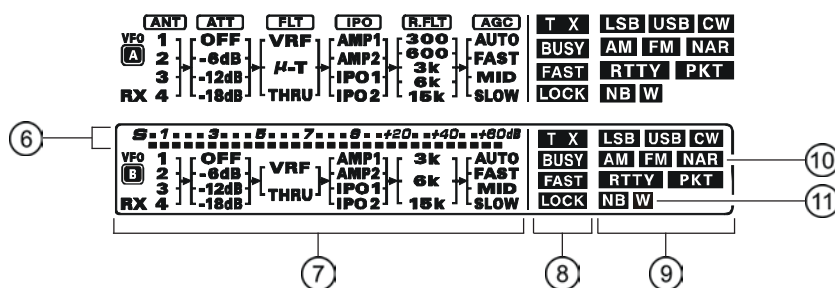 ANT ATT FLT IPO R.FLT AGC T X LSB USB CW
VFO 1 OFF VRF AMP1 300 AUTO BUSY AM FM NAR
A 2 -6dB µ-T AMP2 600 FAST FAST RTTY PKT
3 -12dB IPO1 3k MID LOCK NB W
RX 4 -18dB THRU IPO2 6k SLOW
15k
6 S 1 3 5 7 9 +20 +40 +60dB T X LSB USB CW
VFO 1 OFF VRF AMP1 3k AUTO BUSY AM FM NAR 10
B 2 -6dB AMP2 6k FAST FAST RTTY PKT
3 -12dB THRU IPO1 MID LOCK NB W 11
RX 4 -18dB IPO2 15k SLOW
7 8 9